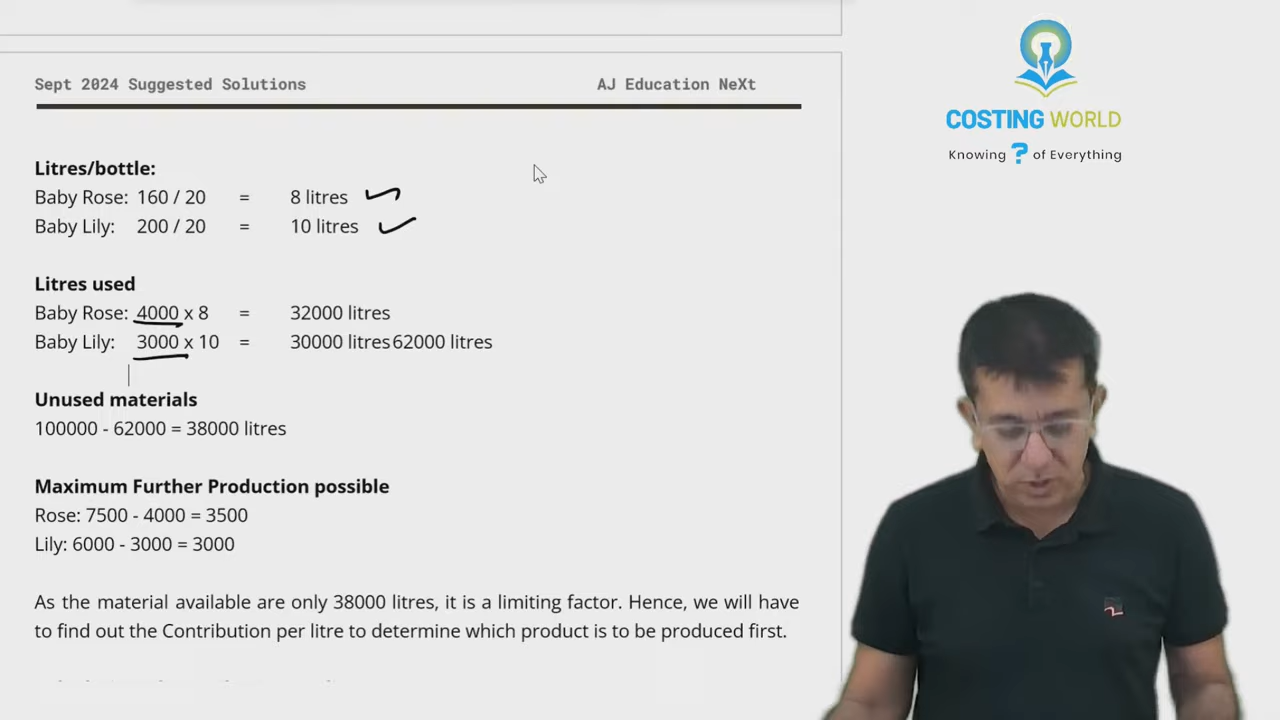 Sept 2024 Suggested Solutions AJ Education NeXt
COSTING WORLD
Knowing ? of Everything
Litres/bottle:
Baby Rose: 160 / 20 = 8 litres
Baby Lily: 200 / 20 = 10 litres
Litres used
Baby Rose: 4000 x 8 = 32000 litres
Baby Lily: 3000 x 10 = 30000 litres 62000 litres
Unused materials
100000 - 62000 = 38000 litres
Maximum Further Production possible
Rose: 7500 - 4000 = 3500
Lily: 6000 - 3000 = 3000
As the material available are only 38000 litres, it is a limiting factor. Hence, we will have
to find out the Contribution per litre to determine which product is to be produced first.